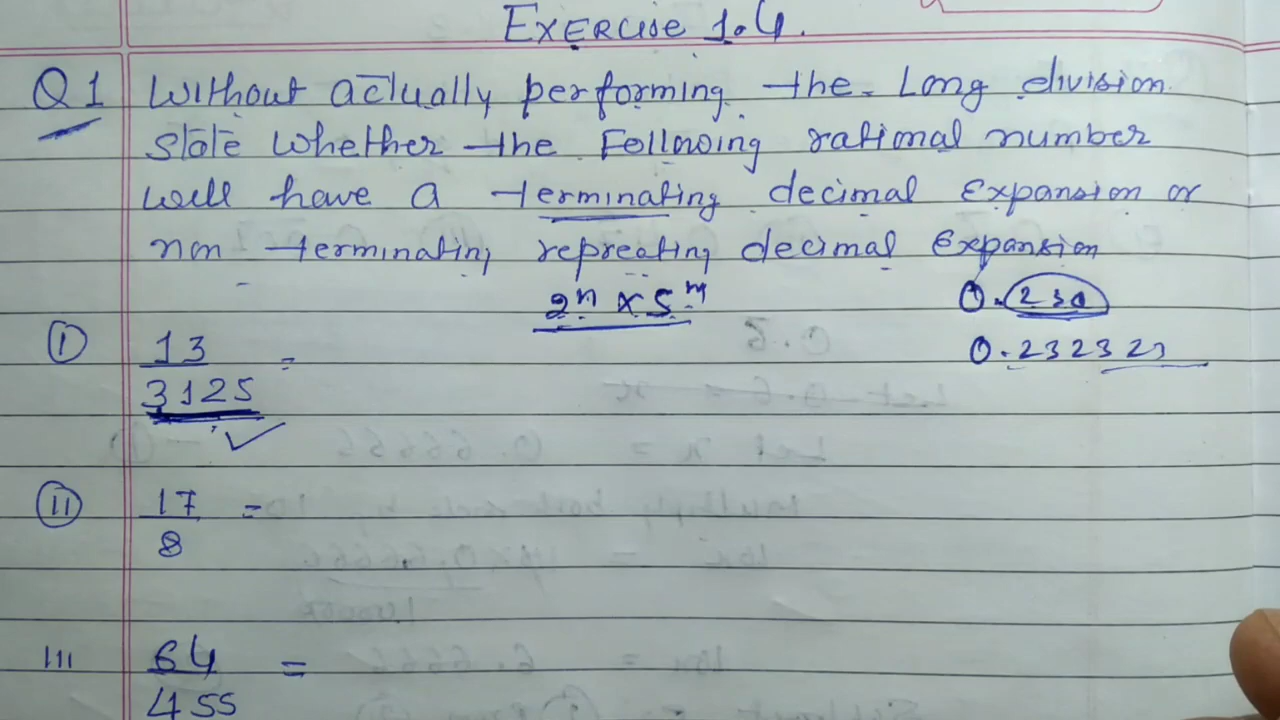 Exercise 1.4.
Q1 Without actually performing the Long division
State whether the Following rational number
will have a terminating decimal Expansion or
non terminating repreating decimal Expansion
2ⁿ x 5ᵐ 0.230
I 13/3125 = 0.232323
II 17/8 =
III 64/455 =